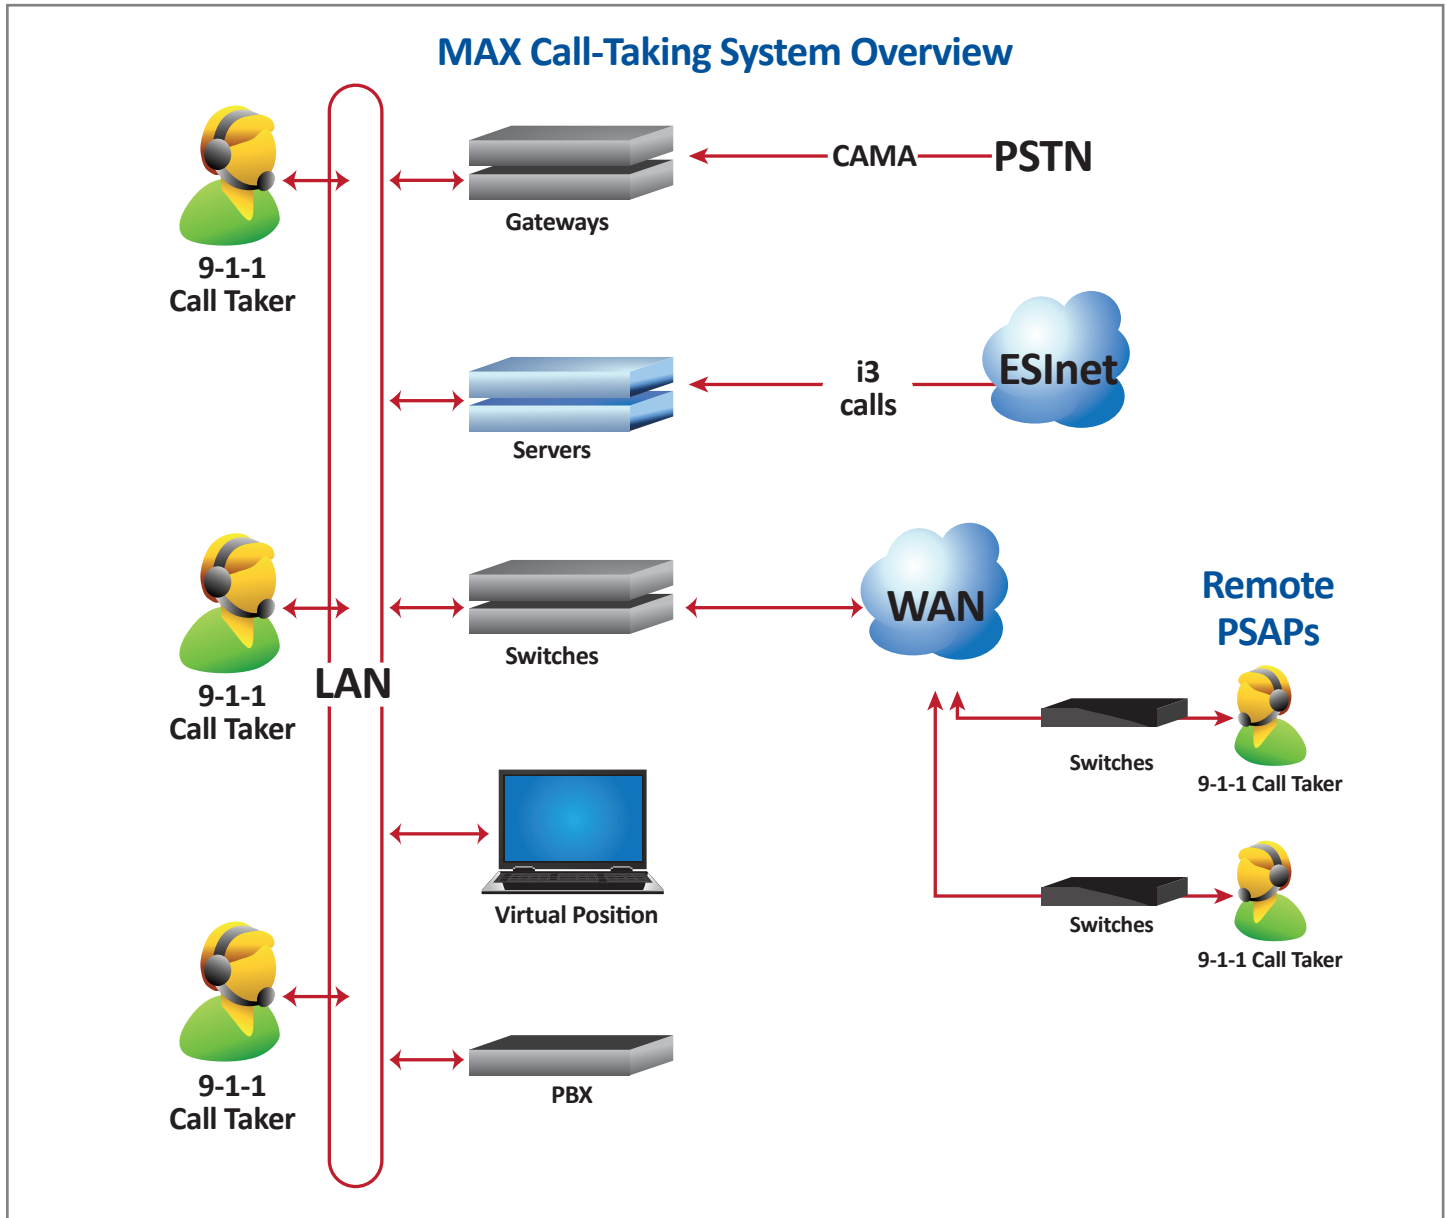 MAX Call-Taking System Overview
9-1-1
Call Taker
Gateways
CAMA
PSTN
Servers
i3
calls
ESInet
9-1-1
Call Taker
LAN
Switches
WAN
Remote
PSAPs
Switches
9-1-1 Call Taker
Virtual Position
Switches
9-1-1 Call Taker
9-1-1
Call Taker
PBX